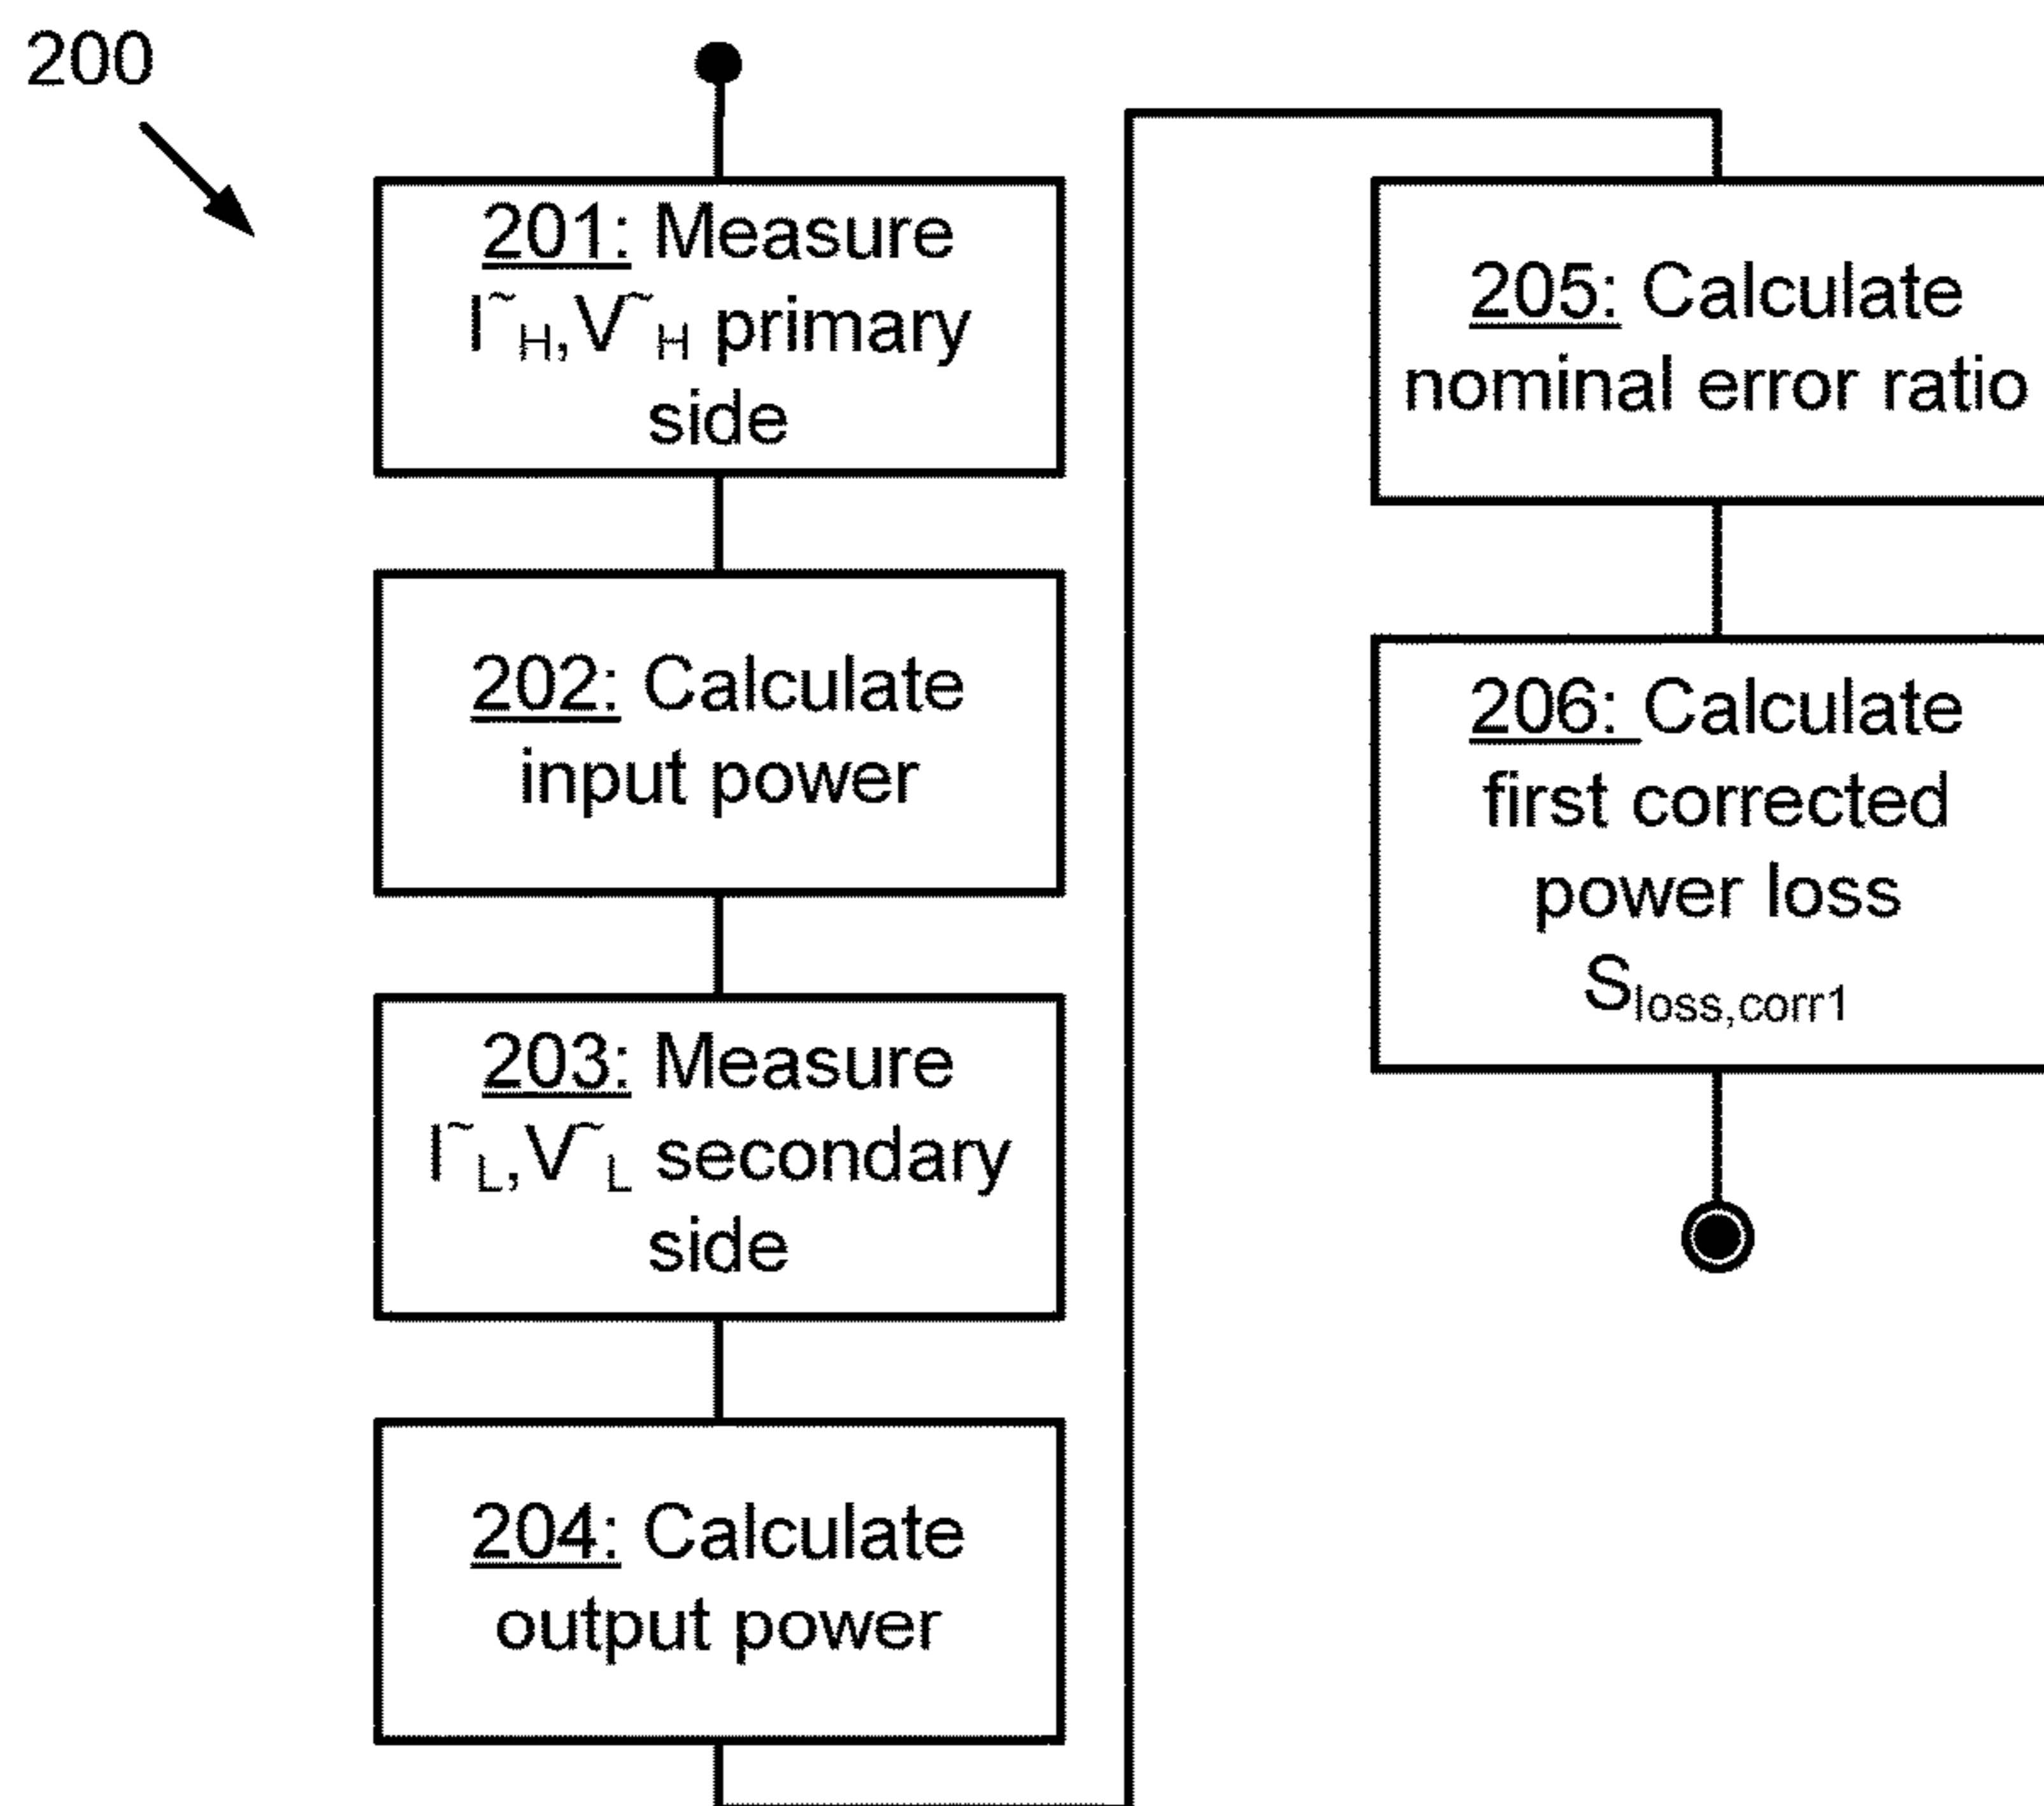 200
201: Measure
I~H,V~H primary
side
202: Calculate
input power
203: Measure
I~L,V~L secondary
side
204: Calculate
output power
205: Calculate
nominal error ratio
206: Calculate
first corrected
power loss
Sloss,corr1